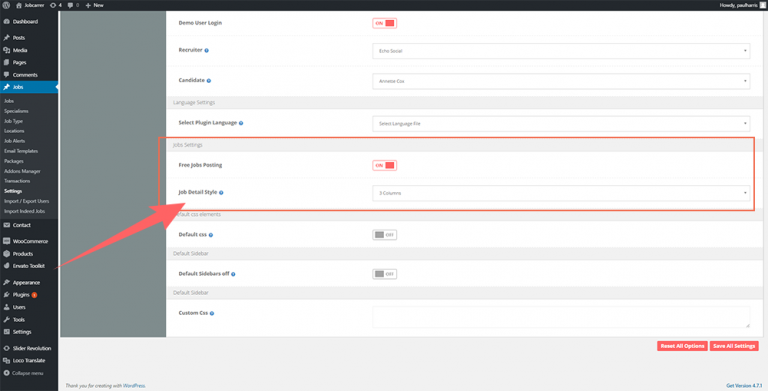 Jobcarrer
4
0
New
Howdy, paulharris
Dashboard
Posts
Media
Pages
Comments
Jobs
Jobs
Specialisms
Job Type
Locations
Job Alerts
Email Templates
Packages
Addons Manager
Transactions
Settings
Import / Export Users
Import Indeed Jobs
Contact
WooCommerce
Products
Envato Toolkit
Appearance
Plugins 1
Users
Tools
Settings
Slider Revolution
Loco Translate
Collapse menu
Demo User Login
ON
Recruiter
Echo Social
Candidate
Annette Cox
Language Settings
Select Plugin Language
Select Language File
Jobs Settings
Free Jobs Posting
ON
Job Detail Style
3 Columns
Default css elements
Default css
OFF
Default Sidebar
Default Sidebars off
OFF
Default Sidebar
Custom Css
Reset All Options
Save All Settings
Thank you for creating with WordPress.
Get Version 4.7.1